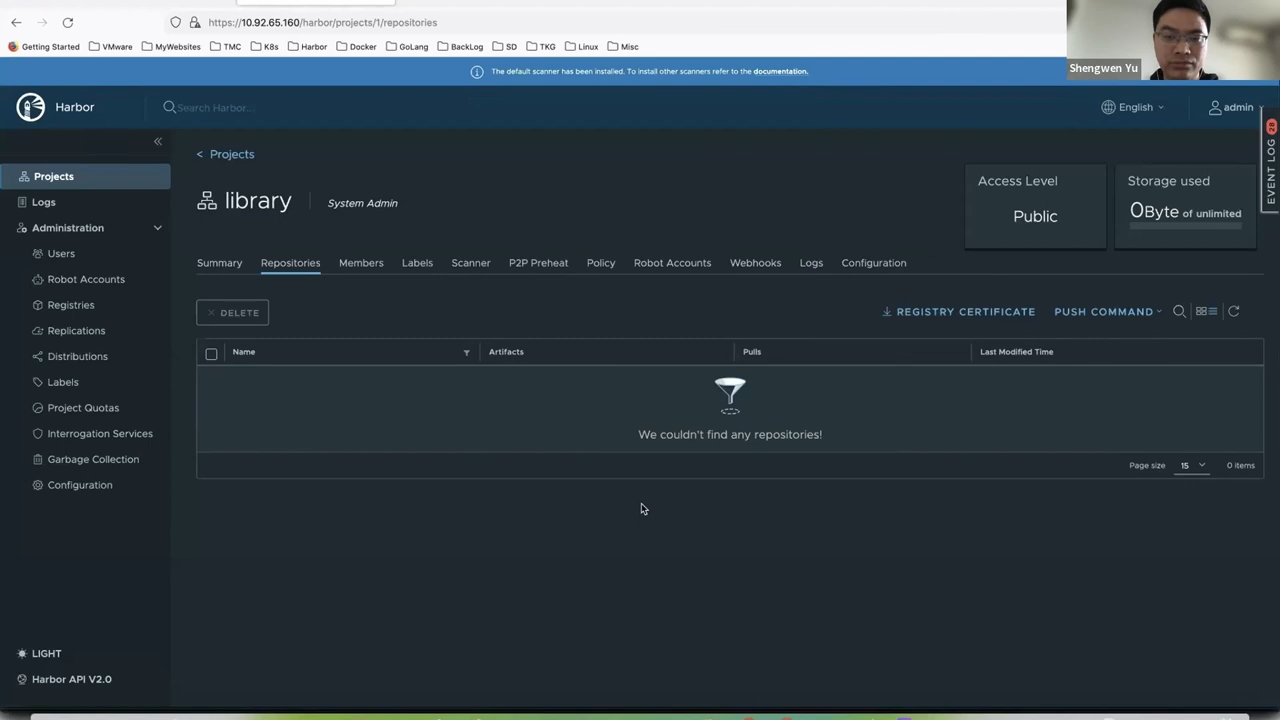 https://10.92.65.160/harbor/projects/1/repositories
Getting Started VMware MyWebsites TMC K8s Harbor Docker GoLang BackLog SD TKG Linux Misc
Shengwen Yu
The default scanner has been installed. To install other scanners refer to the documentation.
Harbor
Search Harbor...
English
admin
EVENT LOG 28
Projects
Logs
Administration
Users
Robot Accounts
Registries
Replications
Distributions
Labels
Project Quotas
Interrogation Services
Garbage Collection
Configuration
LIGHT
Harbor API V2.0
< Projects
library
System Admin
Access Level
Public
Storage used
0Byte of unlimited
Summary Repositories Members Labels Scanner P2P Preheat Policy Robot Accounts Webhooks Logs Configuration
× DELETE
REGISTRY CERTIFICATE
PUSH COMMAND
Name Artifacts Pulls Last Modified Time
We couldn't find any repositories!
Page size 15 0 items